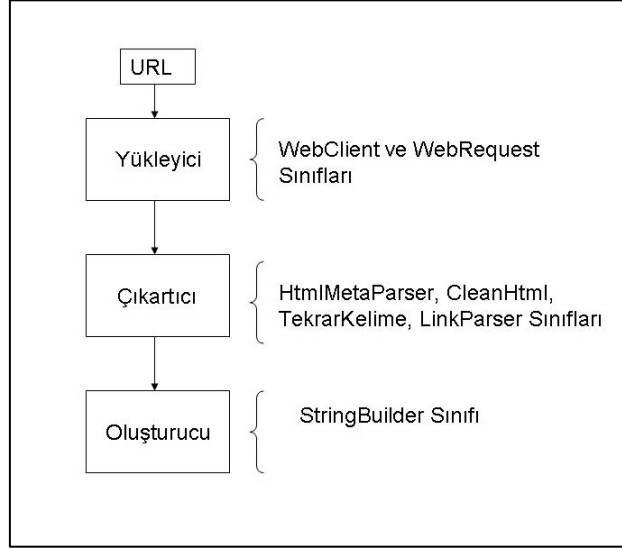 URL
Yükleyici
WebClient ve WebRequest
Sınıfları
Çıkartıcı
HtmlMetaParser, CleanHtml,
TekrarKelime, LinkParser Sınıfları
Oluşturucu
StringBuilder Sınıfı